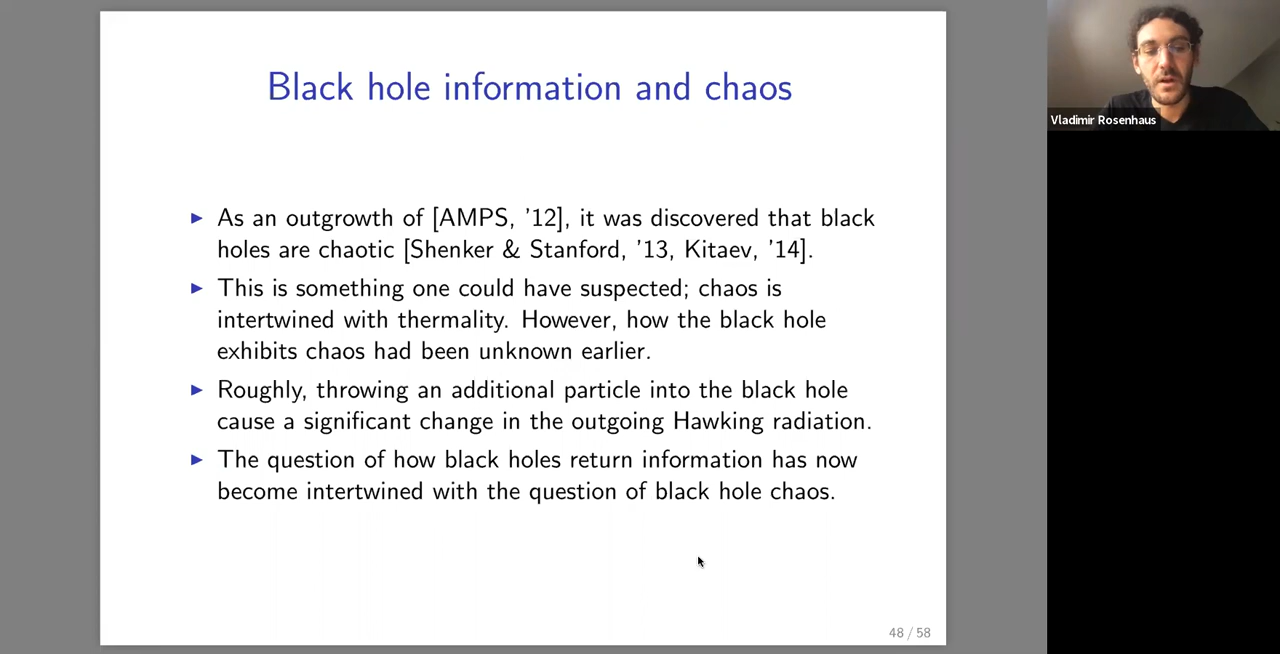 Black hole information and chaos
► As an outgrowth of [AMPS, '12], it was discovered that black
holes are chaotic [Shenker & Stanford, '13, Kitaev, '14].
► This is something one could have suspected; chaos is
intertwined with thermality. However, how the black hole
exhibits chaos had been unknown earlier.
► Roughly, throwing an additional particle into the black hole
cause a significant change in the outgoing Hawking radiation.
► The question of how black holes return information has now
become intertwined with the question of black hole chaos.
48 / 58
Vladimir Rosenhaus